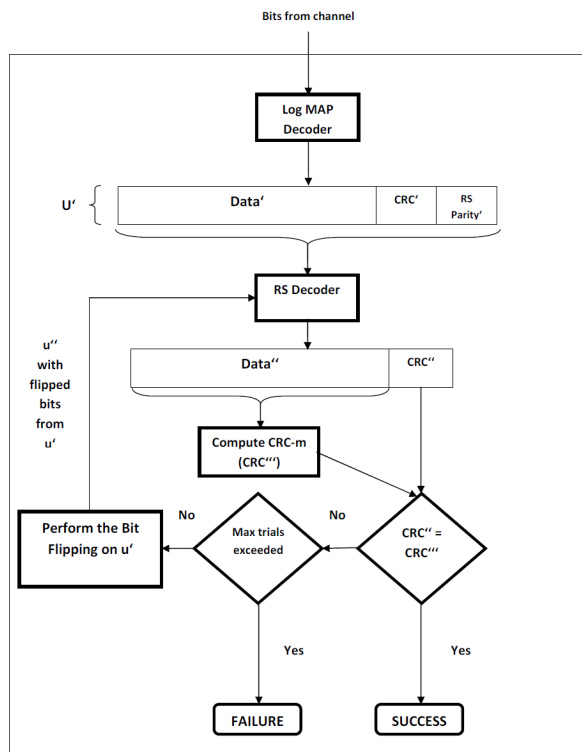 Bits from channel
Log MAP
Decoder
U‘
Data‘
CRC‘
RS
Parity‘
RS Decoder
u‘‘
with
flipped
bits
from
u‘
Data‘‘
CRC‘‘
Compute CRC-m
(CRC‘‘‘)
Perform the Bit
Flipping on u‘
No
Max trials
exceeded
No
CRC‘‘ =
CRC‘‘‘
Yes
Yes
FAILURE
SUCCESS